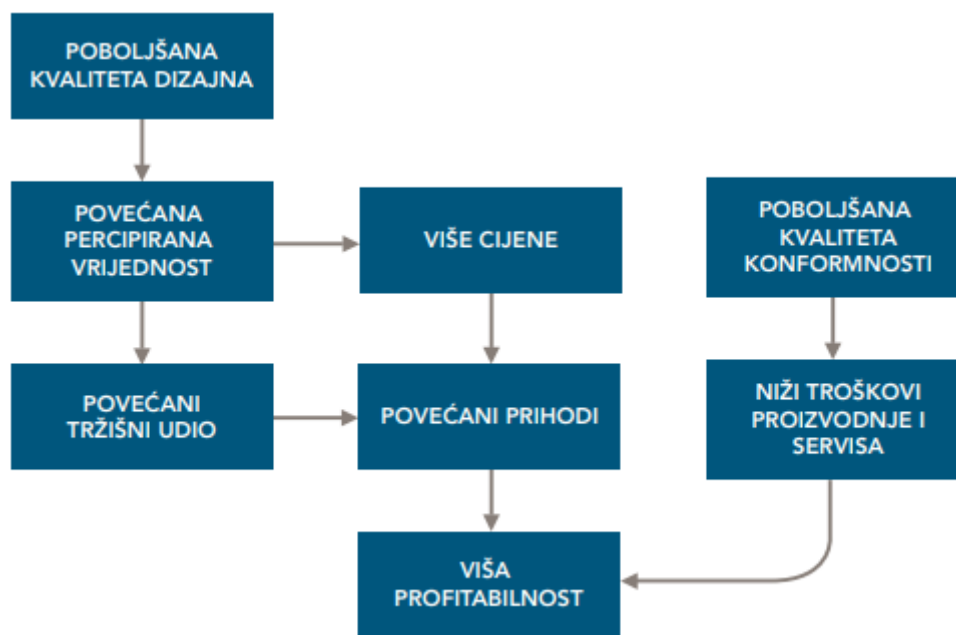 POBOLJŠANA
KVALITETA DIZAJNA
POVEĆANA
PERCIPIRANA
VRIJEDNOST
VIŠE CIJENE
POBOLJŠANA
KVALITETA
KONFORMNOSTI
POVEĆANI
TRŽIŠNI UDIO
POVEĆANI PRIHODI
NIŽI TROŠKOVI
PROIZVODNJE I
SERVISA
VIŠA
PROFITABILNOST